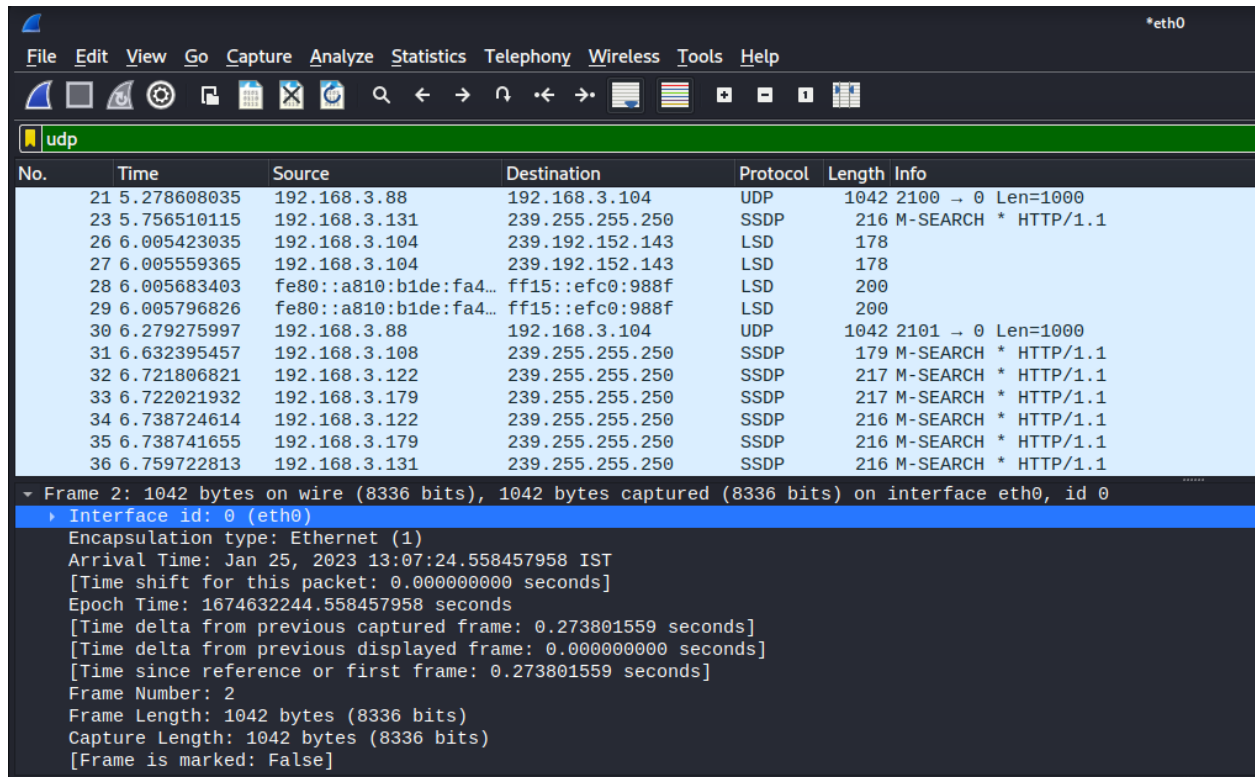 *eth0
File Edit View Go Capture Analyze Statistics Telephony Wireless Tools Help
udp
No. Time Source Destination Protocol Length Info
21 5.278608035 192.168.3.88 192.168.3.104 UDP 1042 2100 → 0 Len=1000
23 5.756510115 192.168.3.131 239.255.255.250 SSDP 216 M-SEARCH * HTTP/1.1
26 6.005423035 192.168.3.104 239.192.152.143 LSD 178
27 6.005559365 192.168.3.104 239.192.152.143 LSD 178
28 6.005683403 fe80::a810:b1de:fa4… ff15::efc0:988f LSD 200
29 6.005796826 fe80::a810:b1de:fa4… ff15::efc0:988f LSD 200
30 6.279275997 192.168.3.88 192.168.3.104 UDP 1042 2101 → 0 Len=1000
31 6.632395457 192.168.3.108 239.255.255.250 SSDP 179 M-SEARCH * HTTP/1.1
32 6.721806821 192.168.3.122 239.255.255.250 SSDP 217 M-SEARCH * HTTP/1.1
33 6.722021932 192.168.3.179 239.255.255.250 SSDP 217 M-SEARCH * HTTP/1.1
34 6.738724614 192.168.3.122 239.255.255.250 SSDP 216 M-SEARCH * HTTP/1.1
35 6.738741655 192.168.3.179 239.255.255.250 SSDP 216 M-SEARCH * HTTP/1.1
36 6.759722813 192.168.3.131 239.255.255.250 SSDP 216 M-SEARCH * HTTP/1.1
Frame 2: 1042 bytes on wire (8336 bits), 1042 bytes captured (8336 bits) on interface eth0, id 0
Interface id: 0 (eth0)
Encapsulation type: Ethernet (1)
Arrival Time: Jan 25, 2023 13:07:24.558457958 IST
[Time shift for this packet: 0.000000000 seconds]
Epoch Time: 1674632244.558457958 seconds
[Time delta from previous captured frame: 0.273801559 seconds]
[Time delta from previous displayed frame: 0.000000000 seconds]
[Time since reference or first frame: 0.273801559 seconds]
Frame Number: 2
Frame Length: 1042 bytes (8336 bits)
Capture Length: 1042 bytes (8336 bits)
[Frame is marked: False]